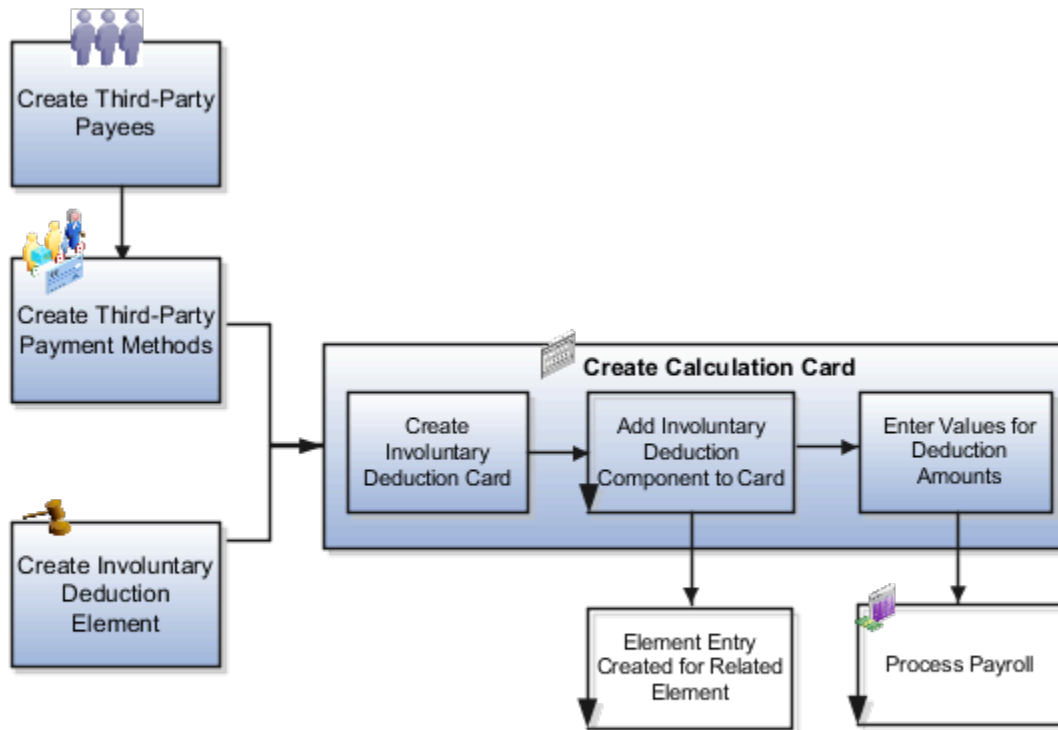 Create Third-Party
Payees
Create Third-Party
Payment Methods
Create Involuntary
Deduction
Element
Create Calculation Card
Create
Involuntary
Deduction Card
Add Involuntary
Deduction
Component to Card
Enter Values for
Deduction
Amounts
Element Entry
Created for Related
Element
Process Payroll